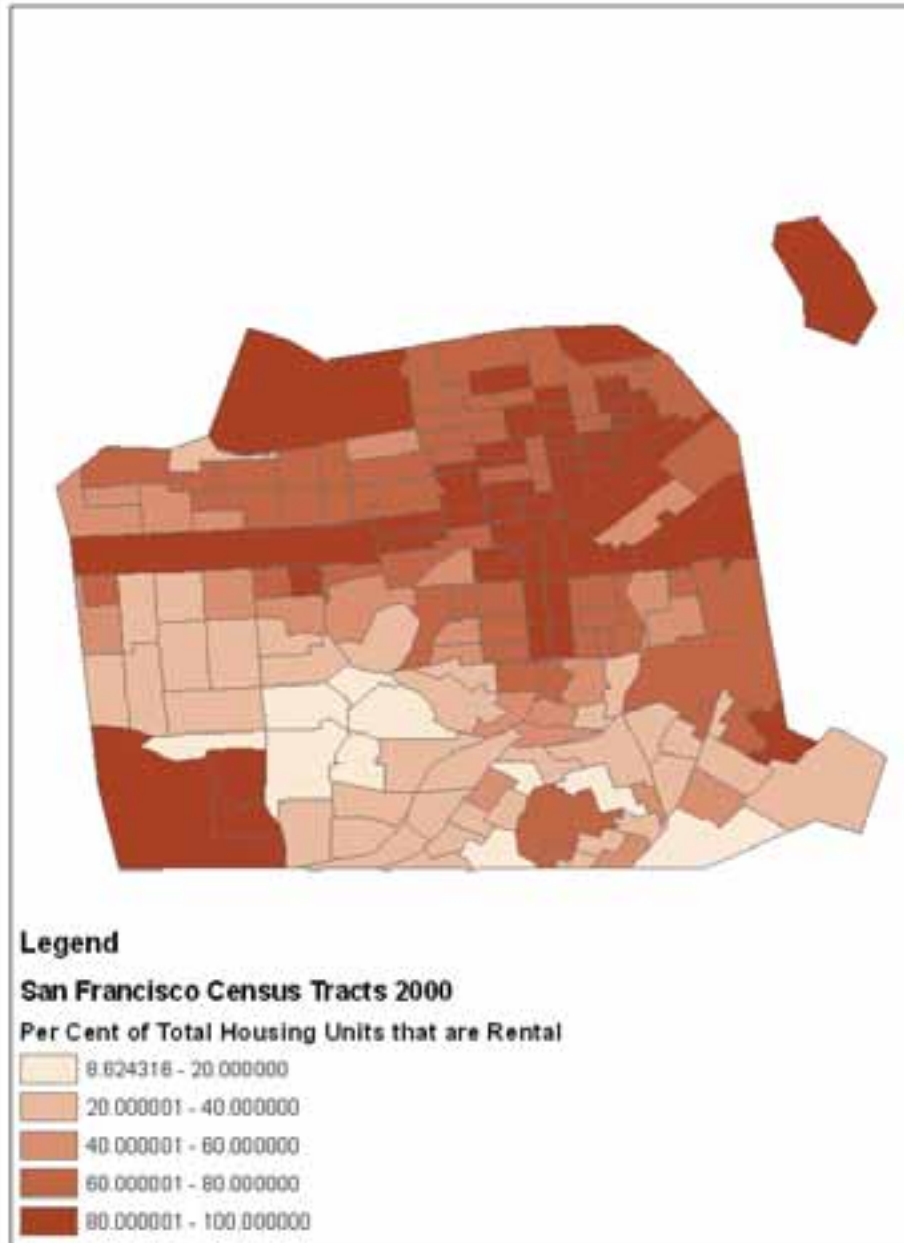 Legend
San Francisco Census Tracts 2000
Per Cent of Total Housing Units that are Rental
8.624316 - 20.000000
20.000001 - 40.000000
40.000001 - 60.000000
60.000001 - 80.000000
80.000001 - 100.000000